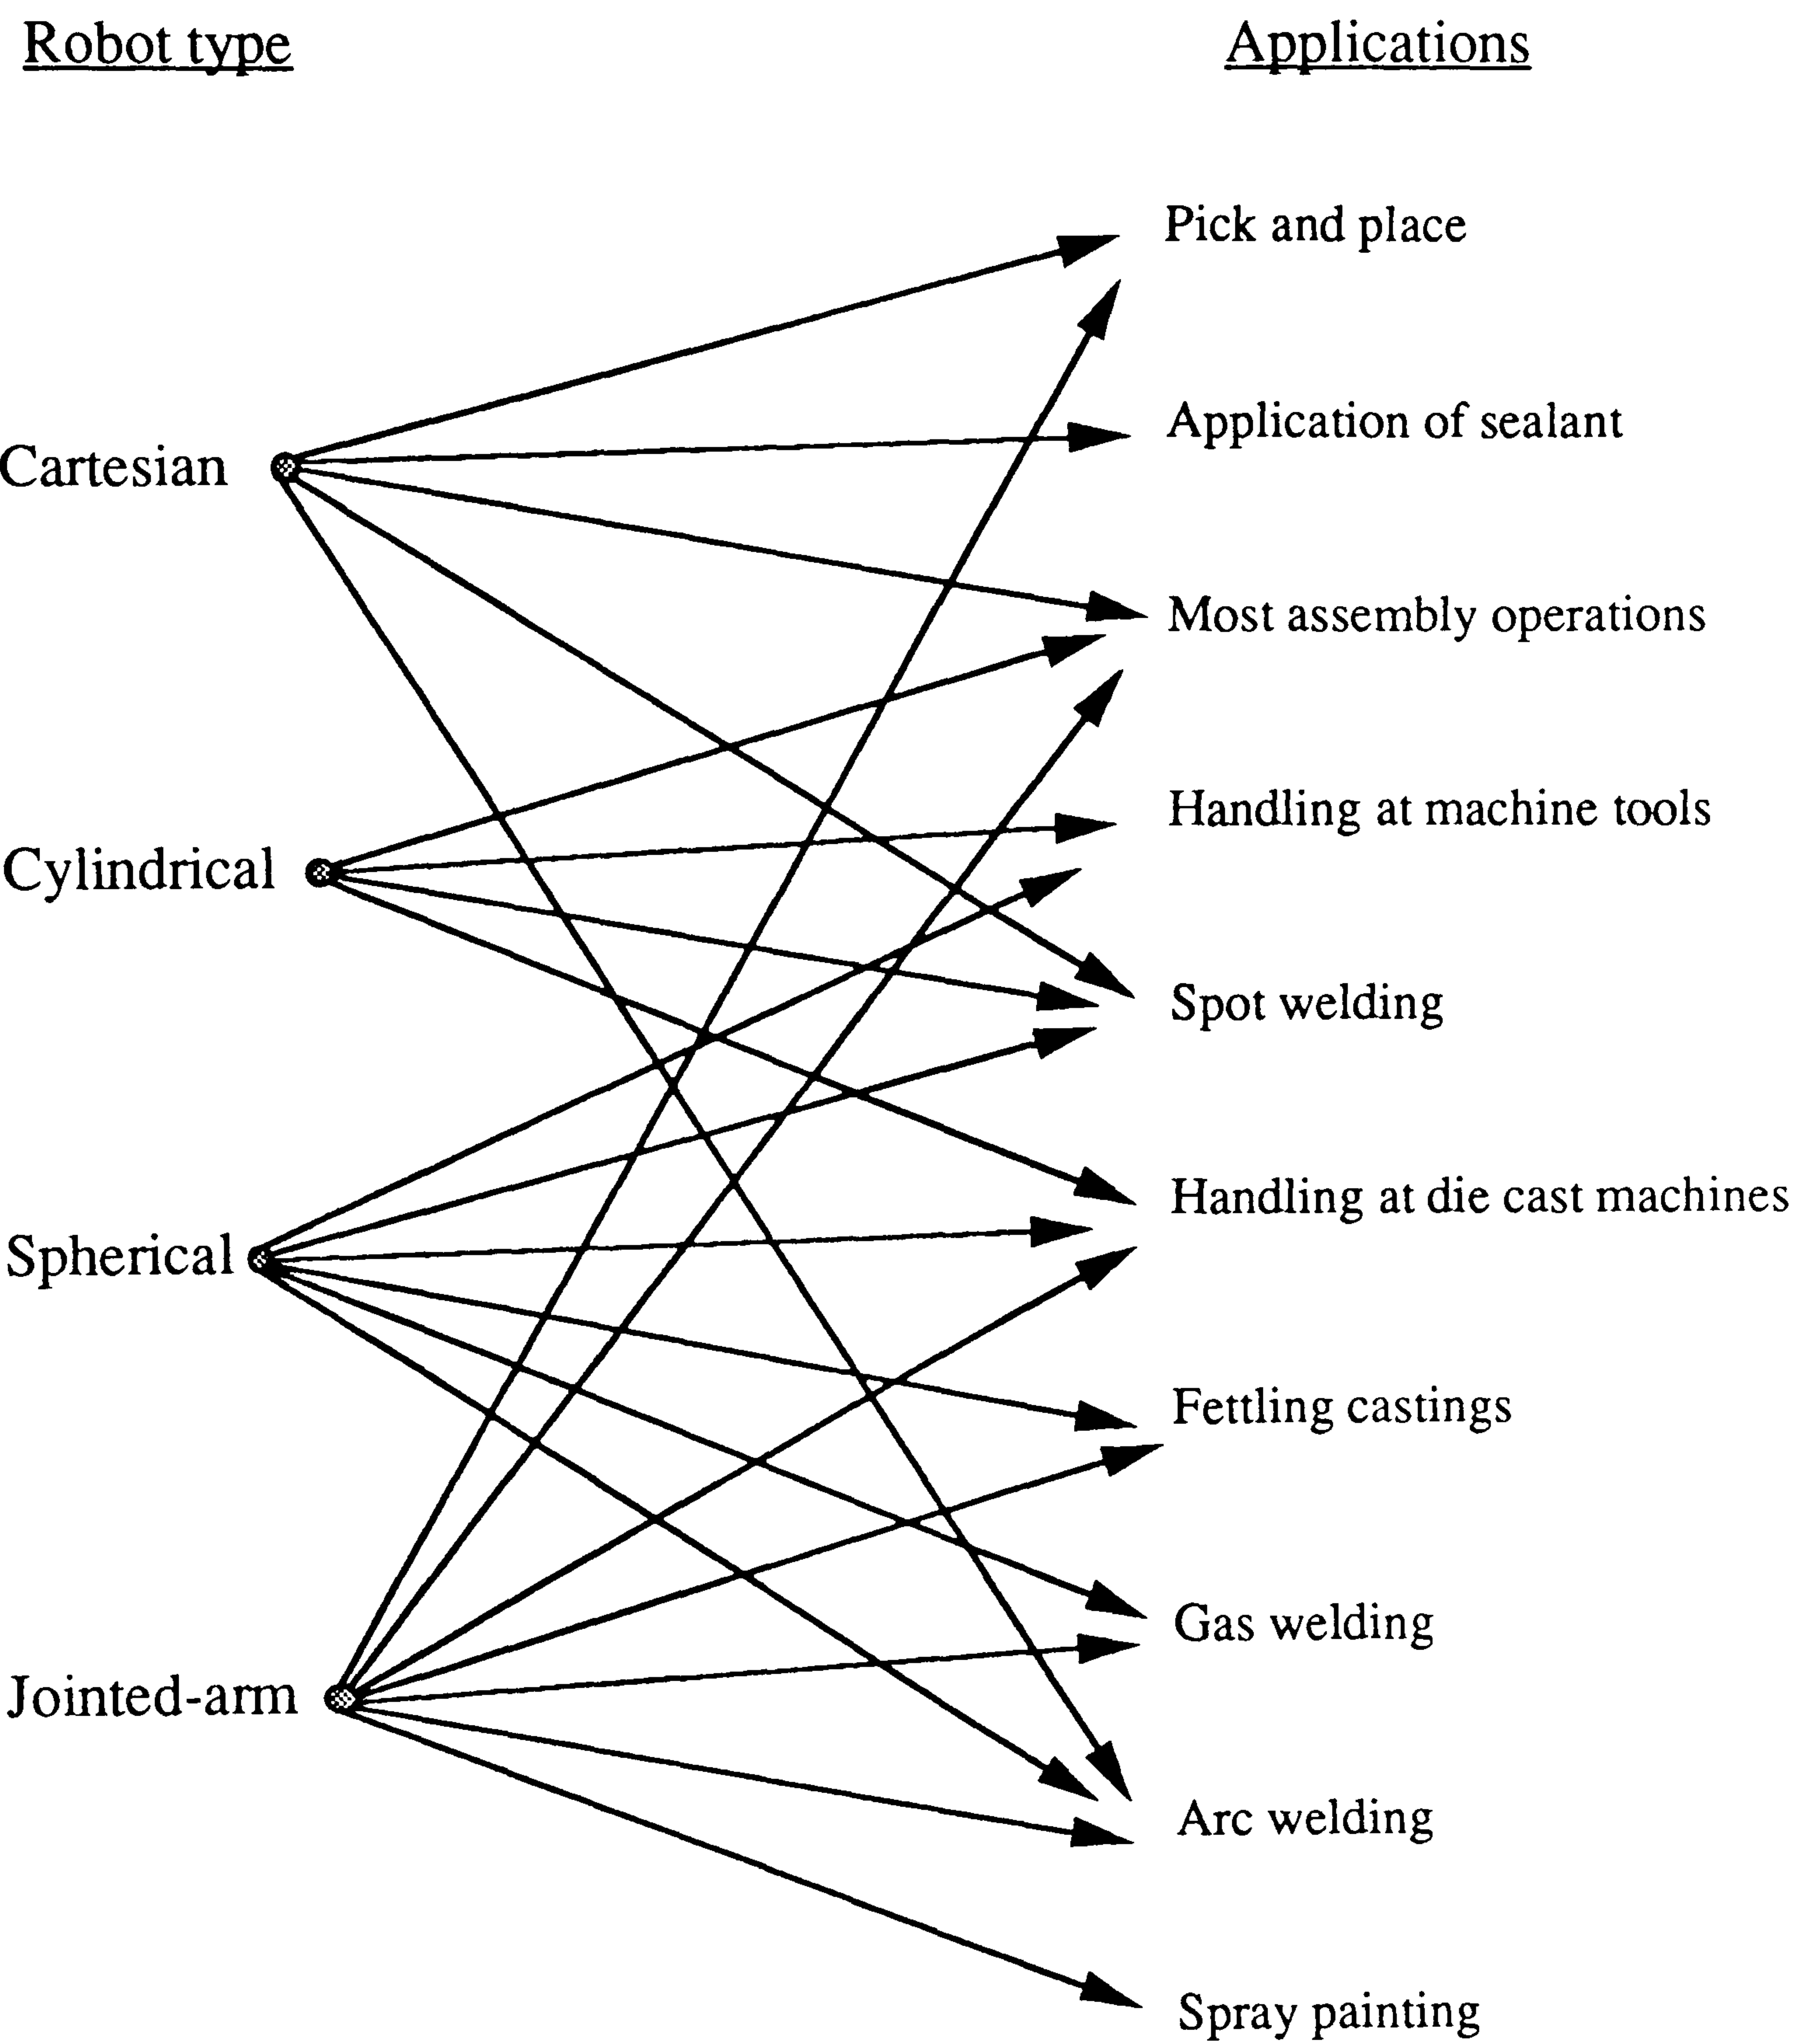 Robot type
Applications
Pick and place
Application of sealant
Cartesian
Most assembly operations
Handling at machine tools
Cylindrical
Spot welding
Handling at die cast machines
Spherical
Fettling castings
Gas welding
Jointed-arm
Arc welding
Spray painting